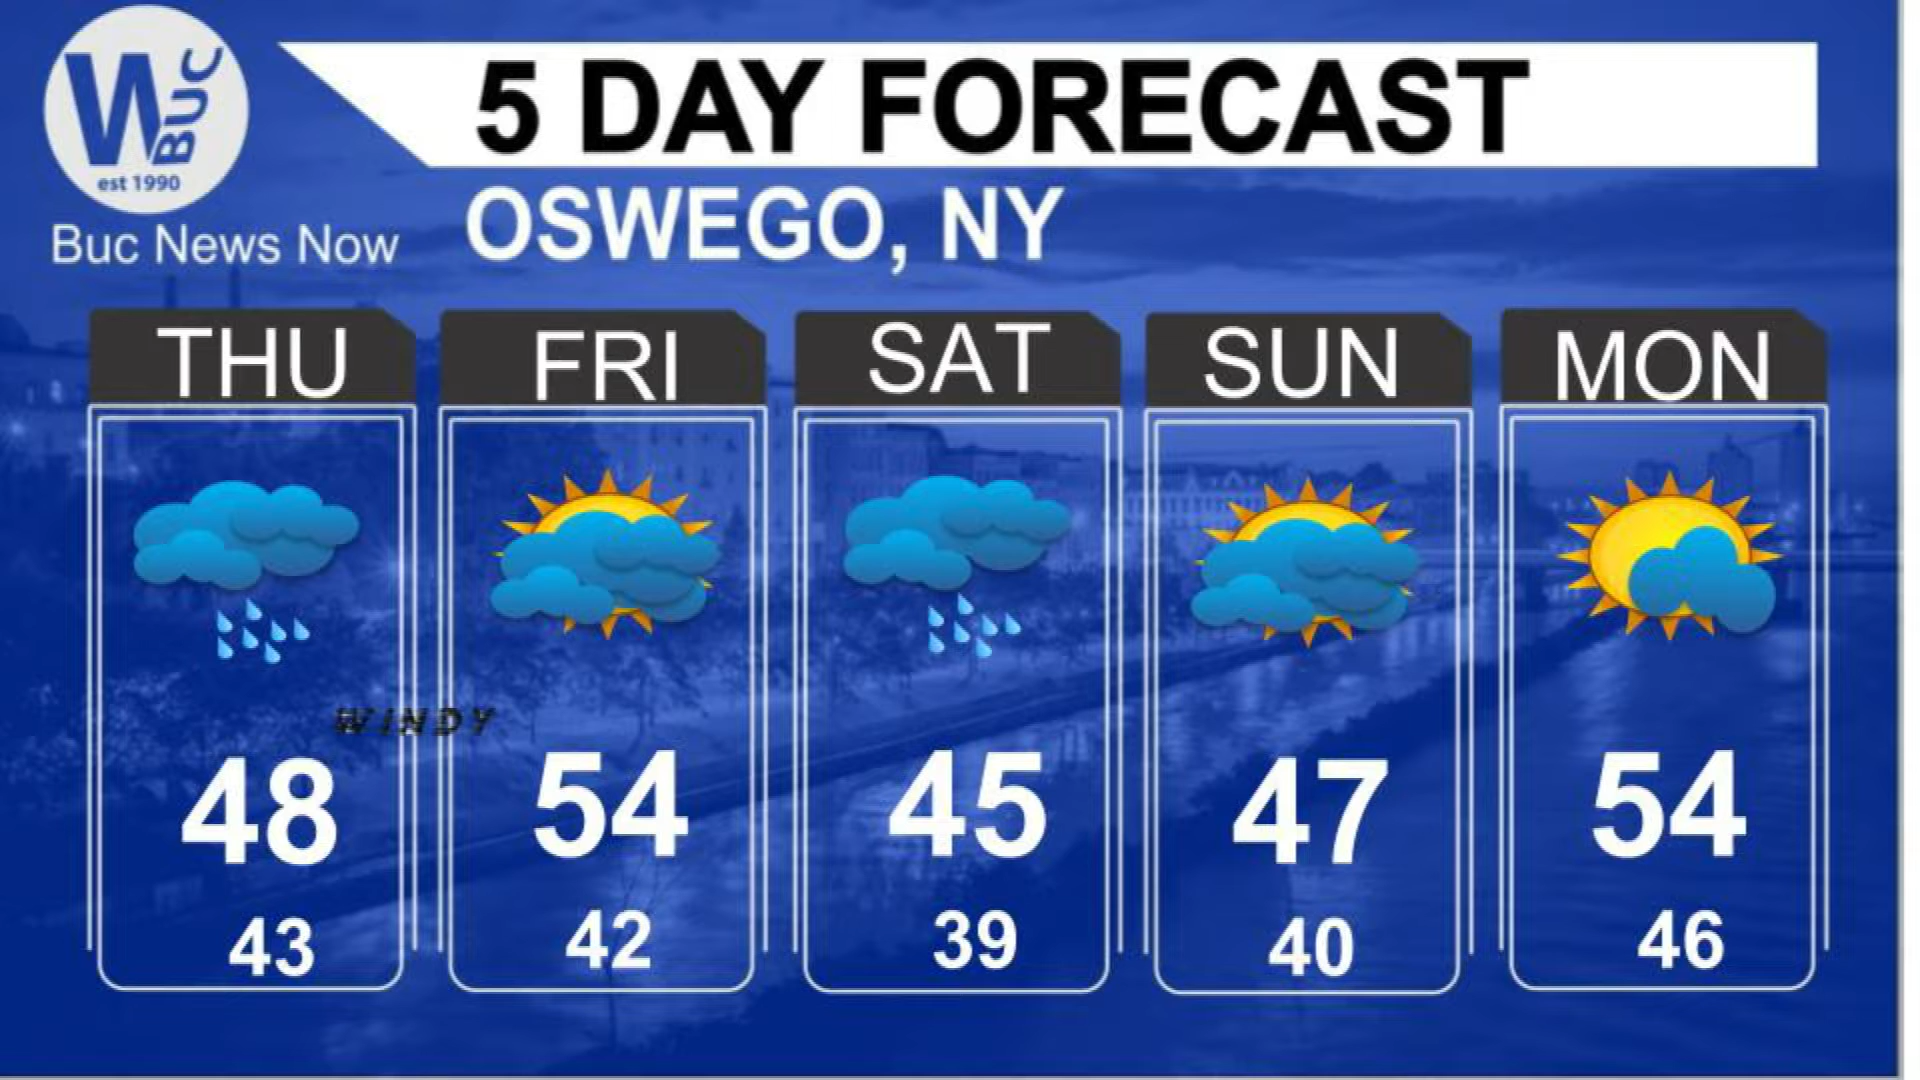 W BUC
est 1990
Buc News Now
5 DAY FORECAST
OSWEGO, NY
THU FRI SAT SUN MON
WINDY
48 54 45 47 54
43 42 39 40 46